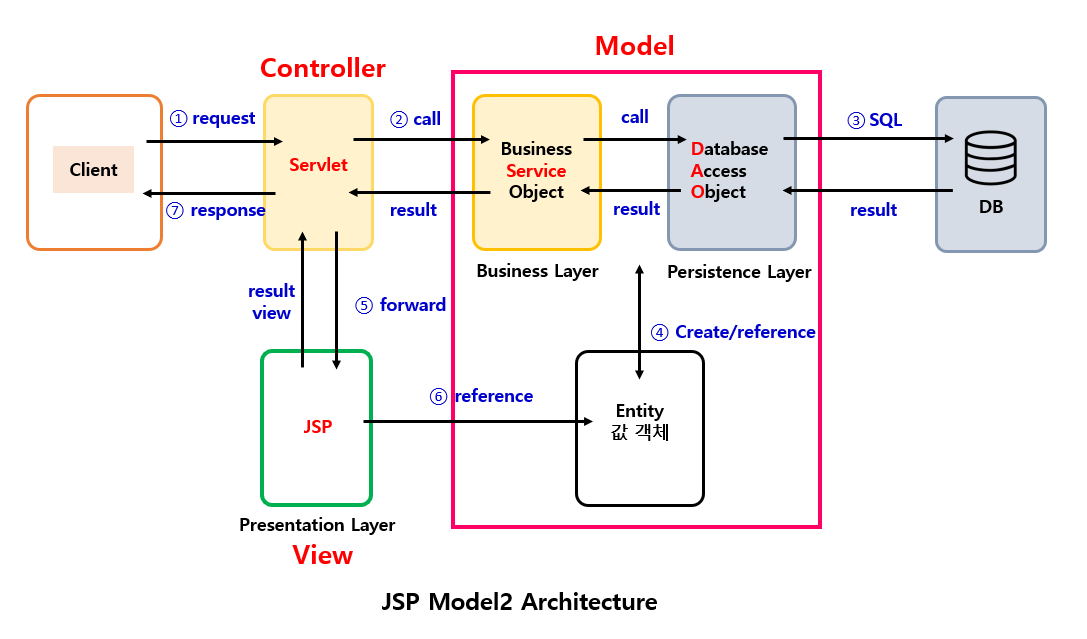 Model
Controller
① request
② call
call
③ SQL
Client
Servlet
Business
Service
Object
Database
Access
Object
DB
⑦ response
result
result
result
Business Layer
Persistence Layer
result
view
⑤ forward
④ Create/reference
⑥ reference
JSP
Entity
값 객체
Presentation Layer
View
JSP Model2 Architecture